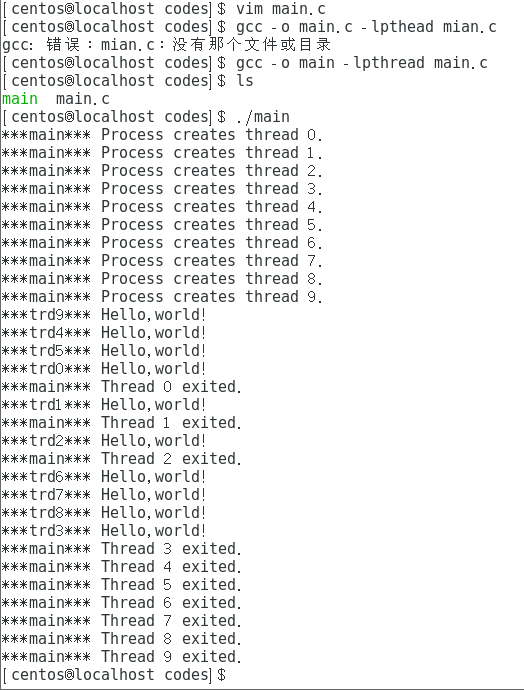 [centos@localhost codes]$ vim main.c
[centos@localhost codes]$ gcc -o main.c -lpthead mian.c
gcc: 错误：mian.c：没有那个文件或目录
[centos@localhost codes]$ gcc -o main -lpthread main.c
[centos@localhost codes]$ ls
main  main.c
[centos@localhost codes]$ ./main
***main*** Process creates thread 0.
***main*** Process creates thread 1.
***main*** Process creates thread 2.
***main*** Process creates thread 3.
***main*** Process creates thread 4.
***main*** Process creates thread 5.
***main*** Process creates thread 6.
***main*** Process creates thread 7.
***main*** Process creates thread 8.
***main*** Process creates thread 9.
***trd9*** Hello,world!
***trd4*** Hello,world!
***trd5*** Hello,world!
***trd0*** Hello,world!
***main*** Thread 0 exited.
***trd1*** Hello,world!
***main*** Thread 1 exited.
***trd2*** Hello,world!
***main*** Thread 2 exited.
***trd6*** Hello,world!
***trd7*** Hello,world!
***trd8*** Hello,world!
***trd3*** Hello,world!
***main*** Thread 3 exited.
***main*** Thread 4 exited.
***main*** Thread 5 exited.
***main*** Thread 6 exited.
***main*** Thread 7 exited.
***main*** Thread 8 exited.
***main*** Thread 9 exited.
[centos@localhost codes]$